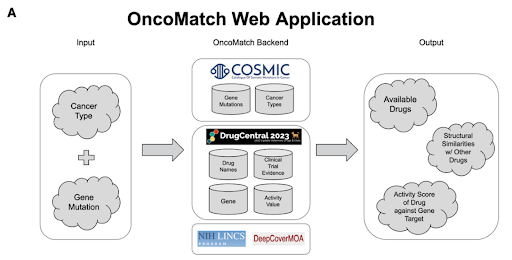 A
OncoMatch Web Application
Input
OncoMatch Backend
Output
Cancer
Type
Gene
Mutation
COSMIC
Catalogue Of Somatic Mutations In Cancer
Gene
Mutations
Cancer
Types
DrugCentral 2023
Drug
Names
Clinical
Trial
Evidence
Gene
Activity
Value
NIH LINCS
PROGRAM
DeepCoverMOA
Available
Drugs
Structural
Similarities
w/ Other
Drugs
Activity Score
of Drug
against Gene
Target